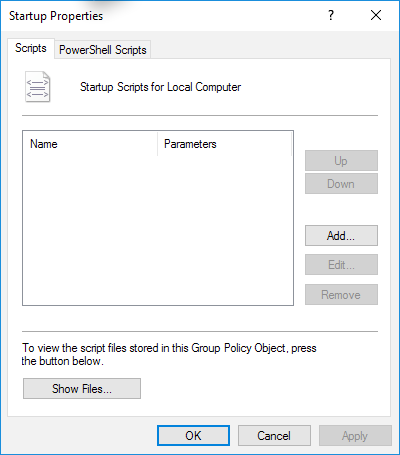 Startup Properties
?
Scripts
PowerShell Scripts
Startup Scripts for Local Computer
Name
Parameters
Up
Down
Add...
Edit...
Remove
To view the script files stored in this Group Policy Object, press
the button below.
Show Files...
OK
Cancel
Apply